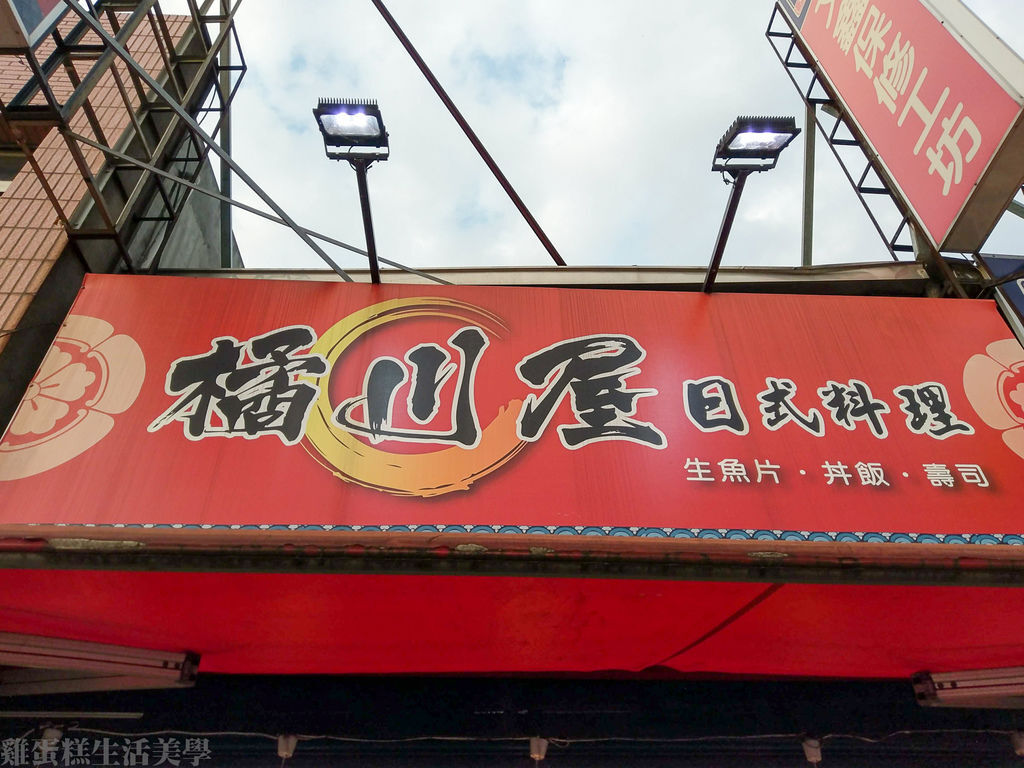 鑫保修工坊
橘川屋 日式料理
生魚片・丼飯・壽司
雞蛋糕生活美學